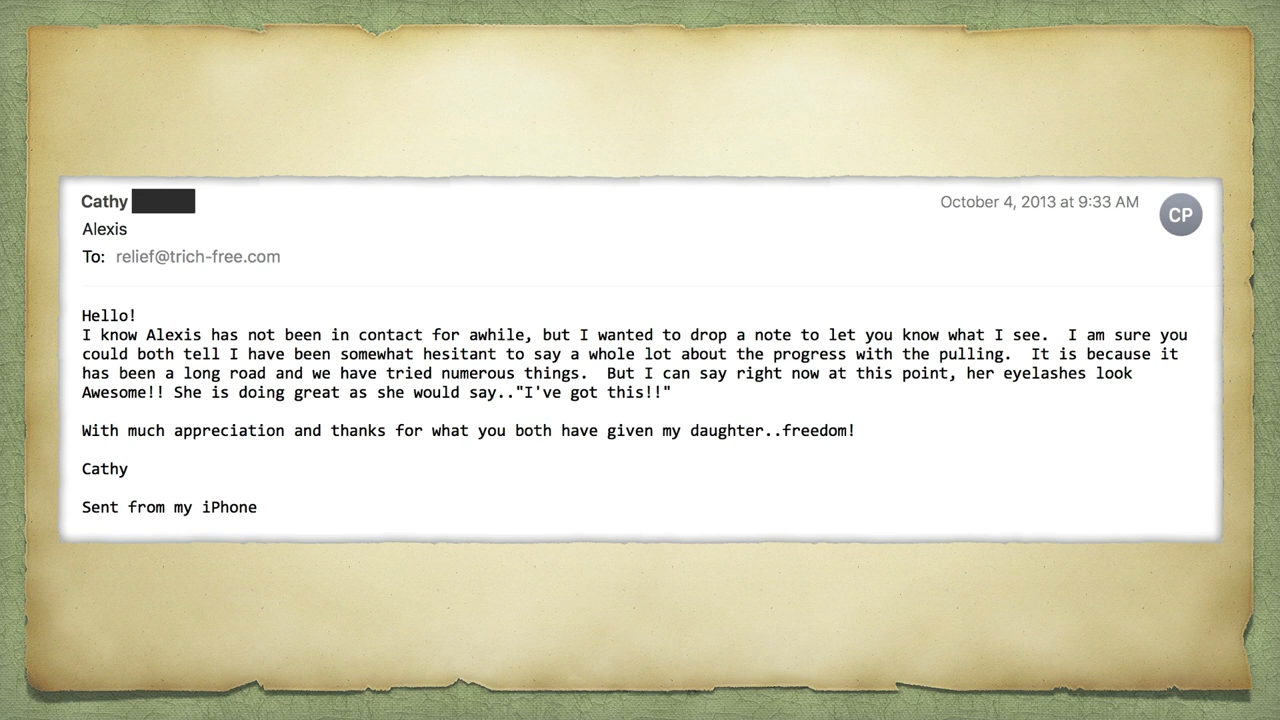 Cathy
October 4, 2013 at 9:33 AM
CP
Alexis
To: relief@trich-free.com
Hello!
I know Alexis has not been in contact for awhile, but I wanted to drop a note to let you know what I see.  I am sure you
could both tell I have been somewhat hesitant to say a whole lot about the progress with the pulling.  It is because it
has been a long road and we have tried numerous things.  But I can say right now at this point, her eyelashes look
Awesome!! She is doing great as she would say.."I've got this!!"
With much appreciation and thanks for what you both have given my daughter..freedom!
Cathy
Sent from my iPhone